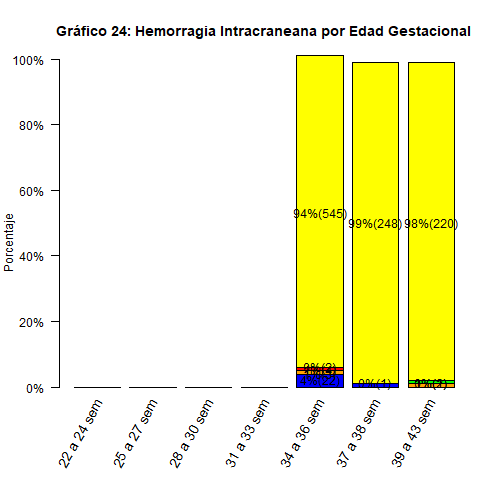 Gráfico 24: Hemorragia Intracraneana por Edad Gestacional
Porcentaje
100%
80%
60%
40%
20%
0%
94%(545)
99%(248)
98%(220)
4%(22)
0%(1)
22 a 24 sem
25 a 27 sem
28 a 30 sem
31 a 33 sem
34 a 36 sem
37 a 38 sem
39 a 43 sem